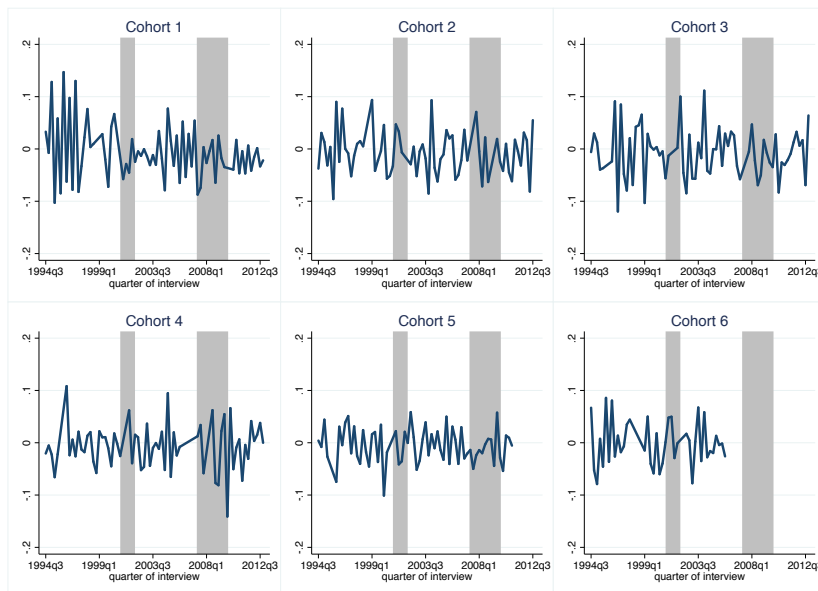 Cohort 1
.2
.1
0
-.1
-.2
1994q3 1999q1 2003q3 2008q1 2012q3
quarter of interview
Cohort 2
.2
.1
0
-.1
-.2
1994q3 1999q1 2003q3 2008q1 2012q3
quarter of interview
Cohort 3
.2
.1
0
-.1
-.2
1994q3 1999q1 2003q3 2008q1 2012q
quarter of interview
Cohort 4
.2
.1
0
-.1
-.2
1994q3 1999q1 2003q3 2008q1 2012q3
quarter of interview
Cohort 5
.2
.1
0
-.1
-.2
1994q3 1999q1 2003q3 2008q1 2012q3
quarter of interview
Cohort 6
.2
.1
0
-.1
-.2
1994q3 1999q1 2003q3 2008q1 2012q
quarter of interview